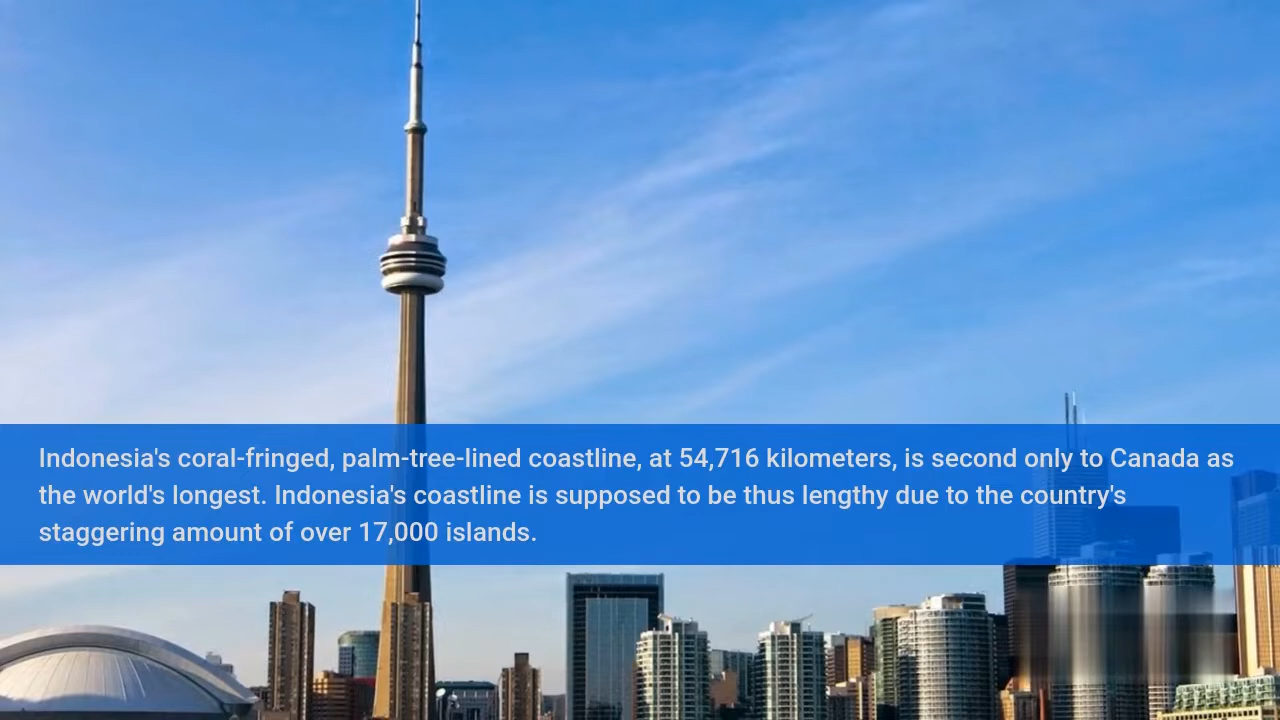 Indonesia's coral-fringed, palm-tree-lined coastline, at 54,716 kilometers, is second only to Canada as
the world's longest. Indonesia's coastline is supposed to be thus lengthy due to the country's
staggering amount of over 17,000 islands.